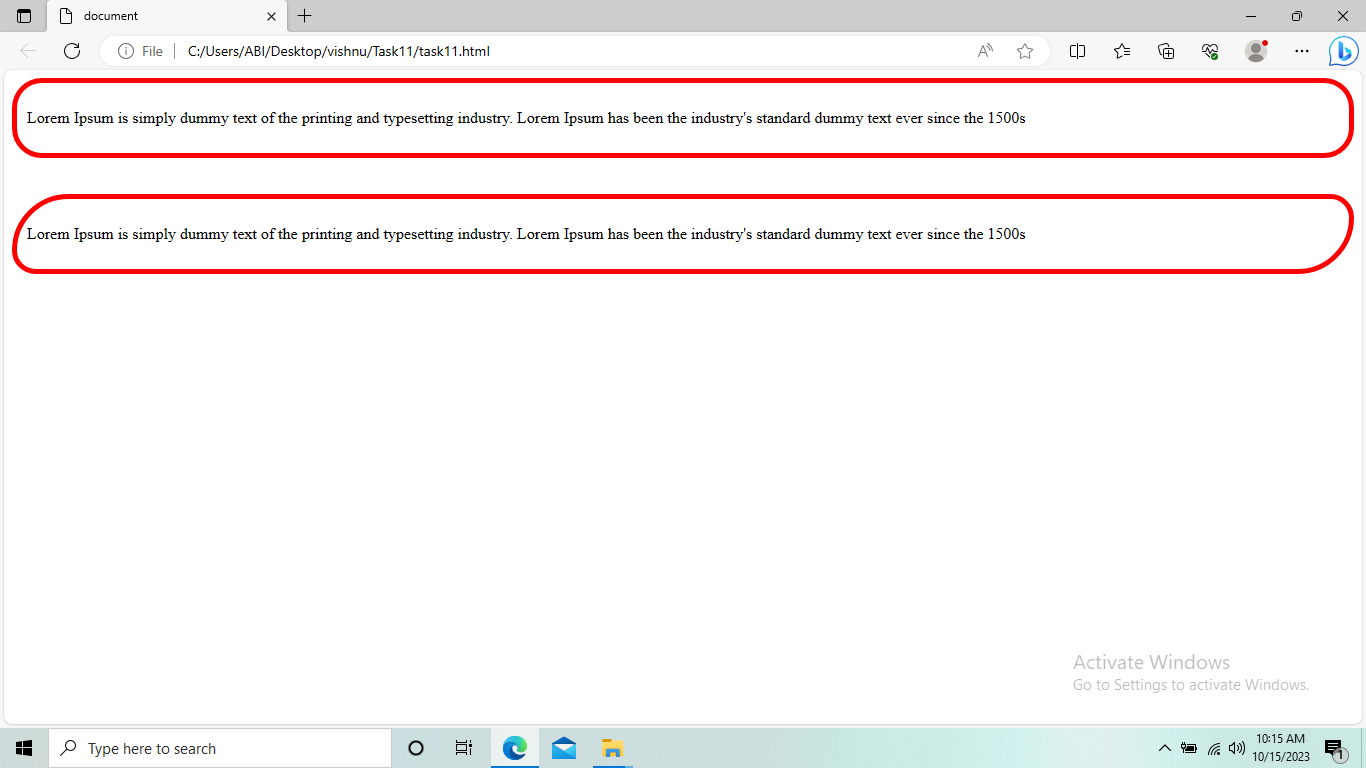 document
File
C:/Users/ABI/Desktop/vishnu/Task11/task11.html
Lorem Ipsum is simply dummy text of the printing and typesetting industry. Lorem Ipsum has been the industry's standard dummy text ever since the 1500s
Lorem Ipsum is simply dummy text of the printing and typesetting industry. Lorem Ipsum has been the industry's standard dummy text ever since the 1500s
Activate Windows
Go to Settings to activate Windows.
Type here to search
10:15 AM
10/15/2023
1